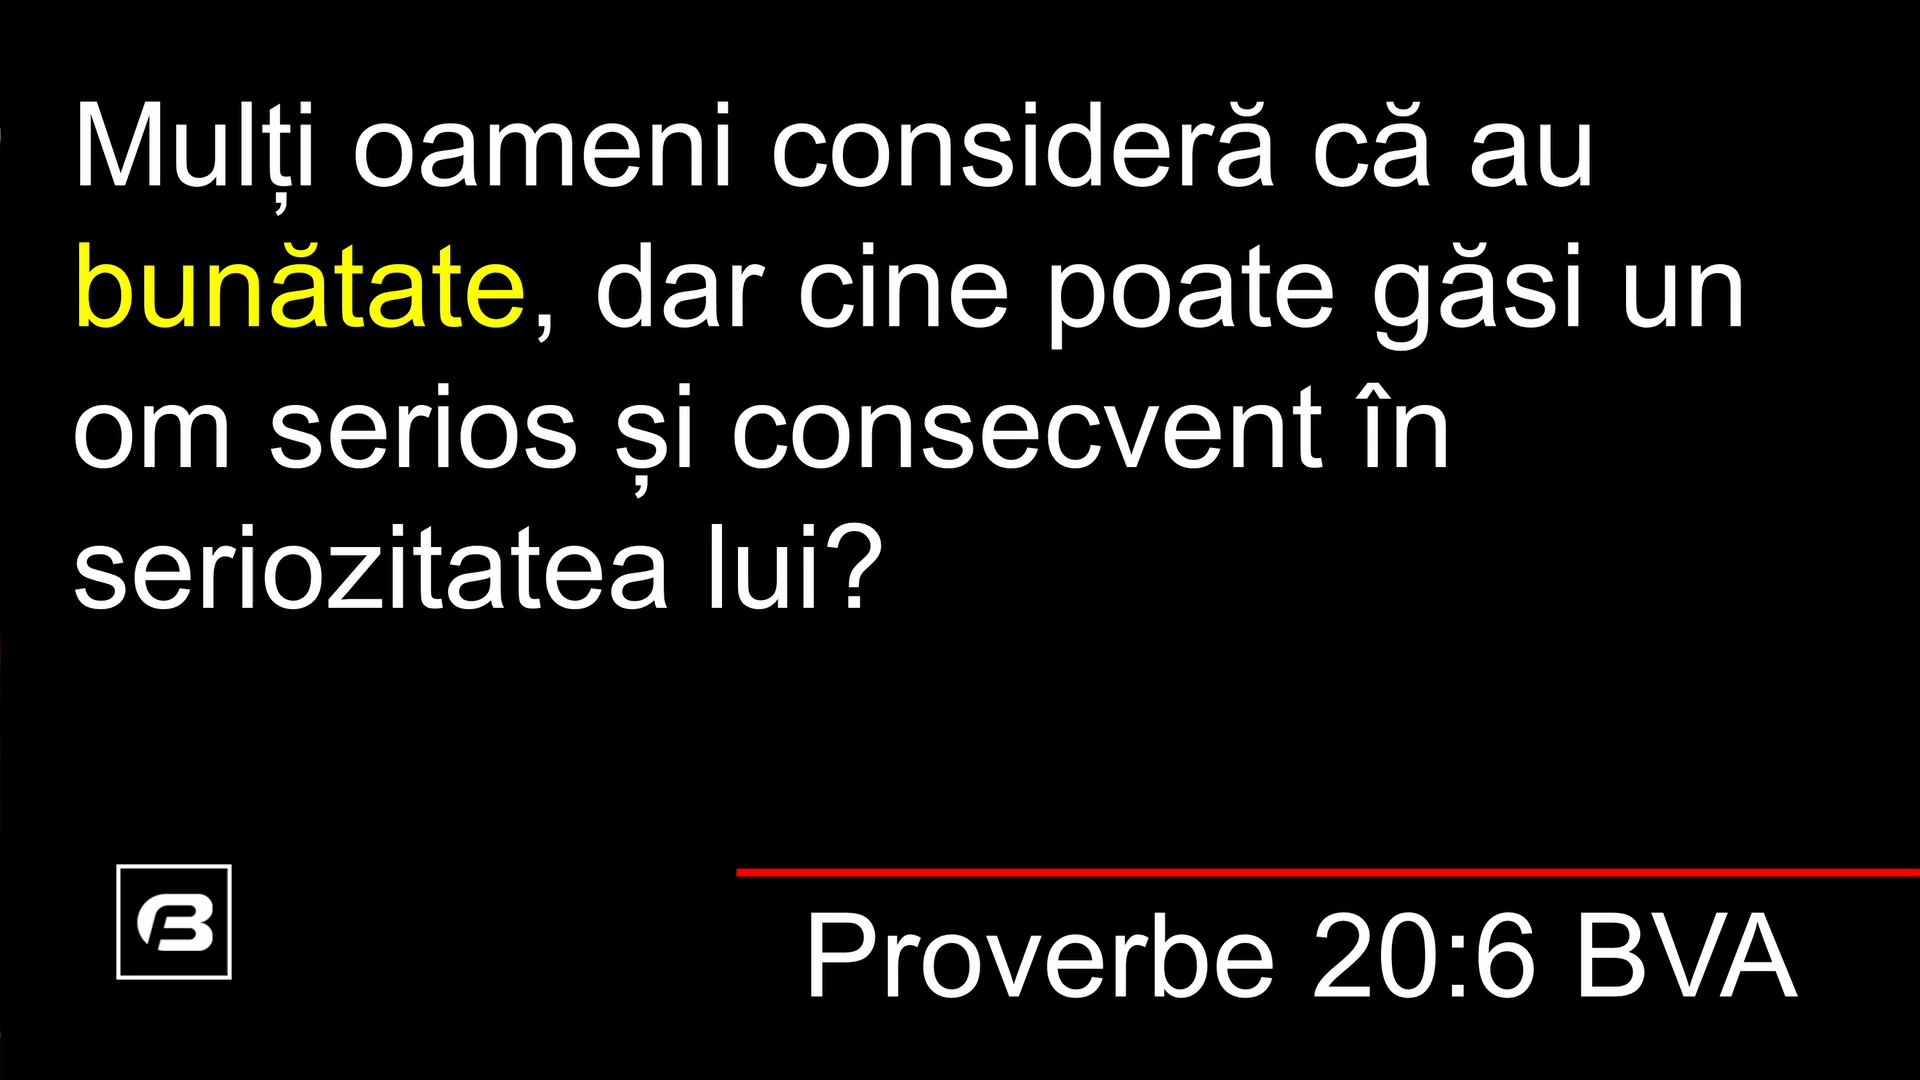 Mulți oameni consideră că au
bunătate, dar cine poate găsi un
om serios și consecvent în
seriozitatea lui?
B
Proverbe 20:6 BVA